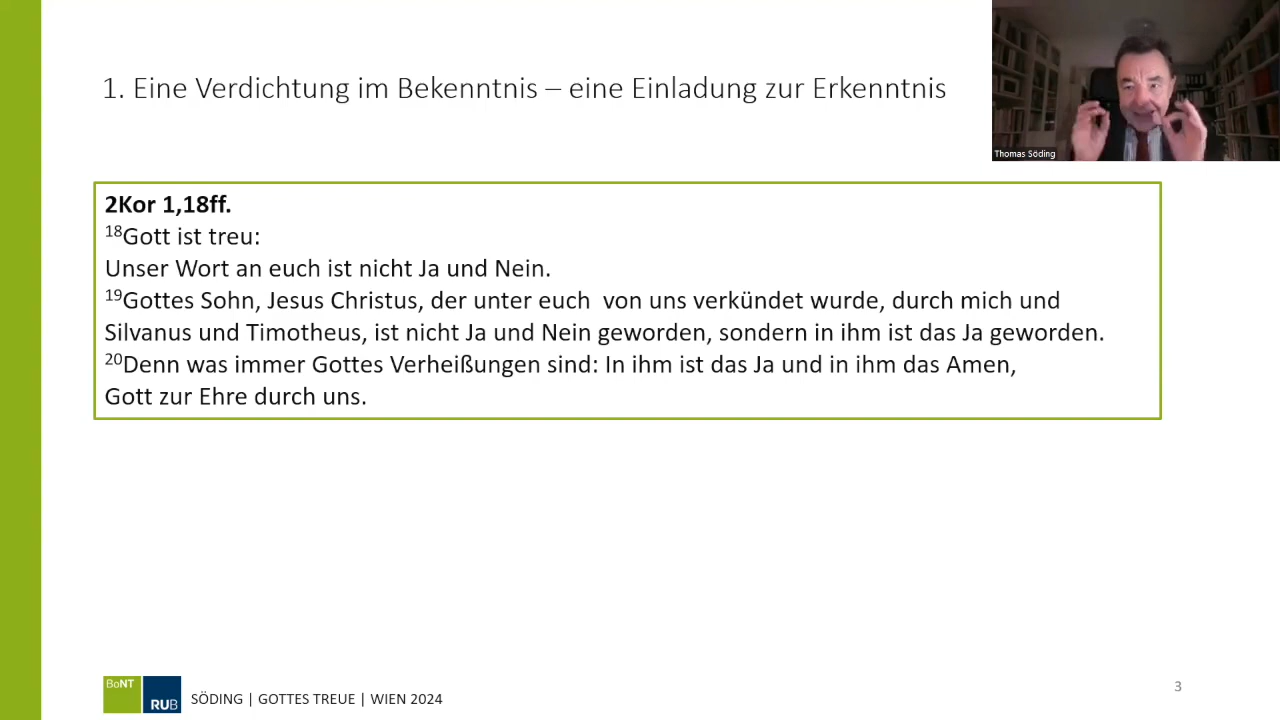 1. Eine Verdichtung im Bekenntnis – eine Einladung zur Erkenntnis
Thomas Söding
2Kor 1,18ff.
18Gott ist treu:
Unser Wort an euch ist nicht Ja und Nein.
19Gottes Sohn, Jesus Christus, der unter euch  von uns verkündet wurde, durch mich und
Silvanus und Timotheus, ist nicht Ja und Nein geworden, sondern in ihm ist das Ja geworden.
20Denn was immer Gottes Verheißungen sind: In ihm ist das Ja und in ihm das Amen,
Gott zur Ehre durch uns.
BoNT
RUB
SÖDING | GOTTES TREUE | WIEN 2024
3